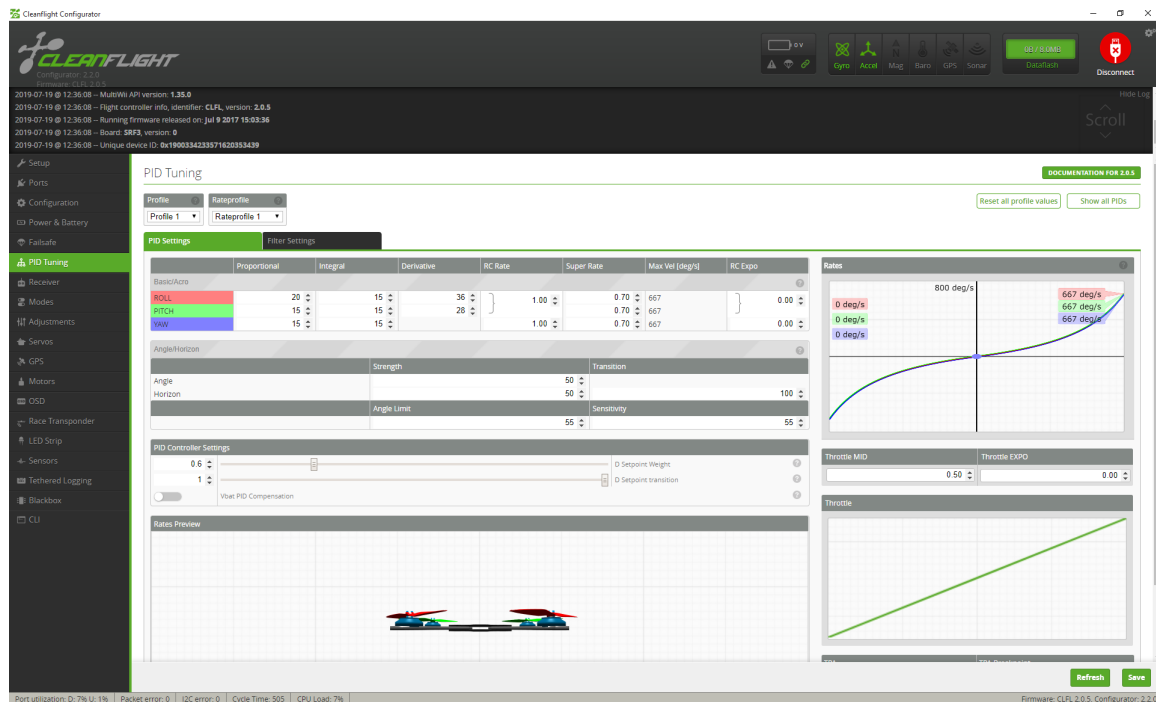 Cleanflight Configurator
CLEANFLIGHT
Configurator: 2.2.0
Firmware: CLFL 2.0.5
0 V
Gyro Accel Mag Baro GPS Sonar
Dataflash
Disconnect
2019-07-19 @ 12:36:08 -- MultiWii API version: 1.35.0
Hide Log
2019-07-19 @ 12:36:08 -- Flight controller info, identifier: CLFL, version: 2.0.5
2019-07-19 @ 12:36:08 -- Running firmware released on: Jul 9 2017 15:03:36
Scroll
2019-07-19 @ 12:36:08 -- Board: SRF3, version: 0
2019-07-19 @ 12:36:08 -- Unique device ID: 0x1900334233571620353439
Setup
Ports
Configuration
Power & Battery
Failsafe
PID Tuning
Receiver
Modes
Adjustments
Servos
GPS
Motors
OSD
Race Transponder
LED Strip
Sensors
Tethered Logging
Blackbox
CLI
PID Tuning
DOCUMENTATION FOR 2.0.5
Profile Rateprofile
Profile 1 Rateprofile 1
Reset all profile values Show all PIDs
PID Settings Filter Settings
Proportional Integral Derivative RC Rate Super Rate Max Vel [deg/s] RC Expo
Basic/Acro
ROLL 20 15 36 1.00 0.70 667 0.00
PITCH 15 15 28 0.70 667
YAW 15 15 1.00 0.70 667 0.00
Angle/Horizon
Strength Transition
Angle 50
Horizon 50 100
Angle Limit Sensitivity
55 55
PID Controller Settings
0.6 D Setpoint Weight
1 D Setpoint transition
Vbat PID Compensation
Rates Preview
Rates
800 deg/s
0 deg/s 667 deg/s
0 deg/s 667 deg/s
0 deg/s 667 deg/s
Throttle MID Throttle EXPO
0.50 0.00
Throttle
Refresh Save
Port utilization: D: 7% U: 1% Packet error: 0 I2C error: 0 Cycle Time: 505 CPU Load: 7% Firmware: CLFL 2.0.5, Configurator: 2.2.0